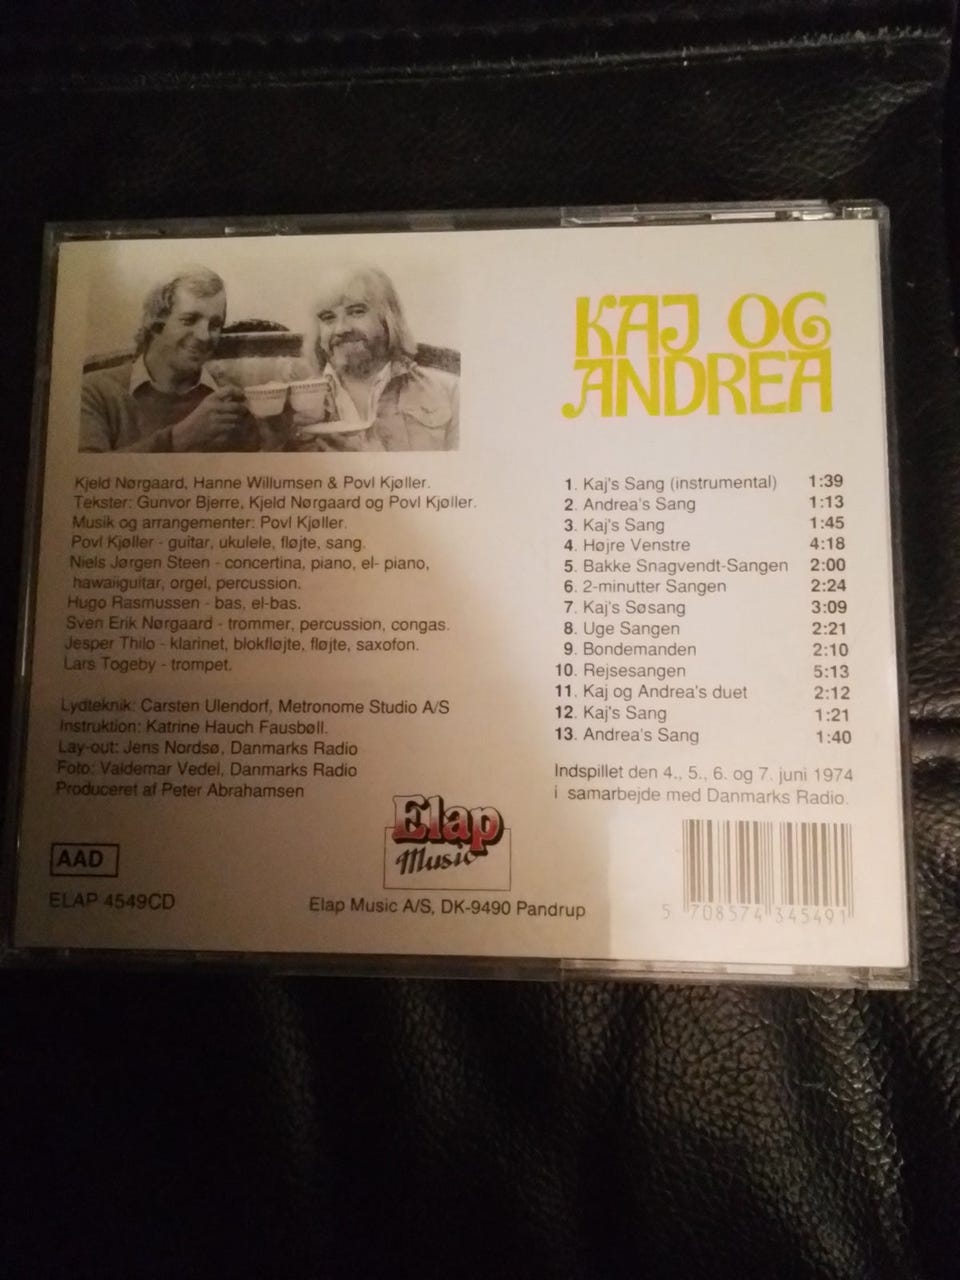 KAJ OG
ANDREA
Kjeld Nørgaard, Hanne Willumsen & Povl Kjøller.
Tekster: Gunvor Bjerre, Kjeld Nørgaard og Povl Kjøller.
Musik og arrangementer: Povl Kjøller.
Povl Kjøller - guitar, ukulele, fløjte, sang.
Niels Jørgen Steen - concertina, piano, el- piano,
hawaiiguitar, orgel, percussion.
Hugo Rasmussen - bas, el-bas.
Sven Erik Nørgaard - trommer, percussion, congas.
Jesper Thilo - klarinet, blokfløjte, fløjte, saxofon.
Lars Togeby - trompet.
Lydteknik: Carsten Ulendorf, Metronome Studio A/S
Instruktion: Katrine Hauch Fausbøll.
Lay-out: Jens Nordsø, Danmarks Radio
Foto: Valdemar Vedel, Danmarks Radio
Produceret af Peter Abrahamsen
1. Kaj's Sang (instrumental) 1:39
2. Andrea's Sang 1:13
3. Kaj's Sang 1:45
4. Højre Venstre 4:18
5. Bakke Snagvendt-Sangen 2:00
6. 2-minutter Sangen 2:24
7. Kaj's Søsang 3:09
8. Uge Sangen 2:21
9. Bondemanden 2:10
10. Rejsesangen 5:13
11. Kaj og Andrea's duet 2:12
12. Kaj's Sang 1:21
13. Andrea's Sang 1:40
Indspillet den 4., 5., 6. og 7. juni 1974
i samarbejde med Danmarks Radio.
AAD
ELAP 4549CD
Elap
Music
Elap Music A/S, DK-9490 Pandrup
5 708574 345491